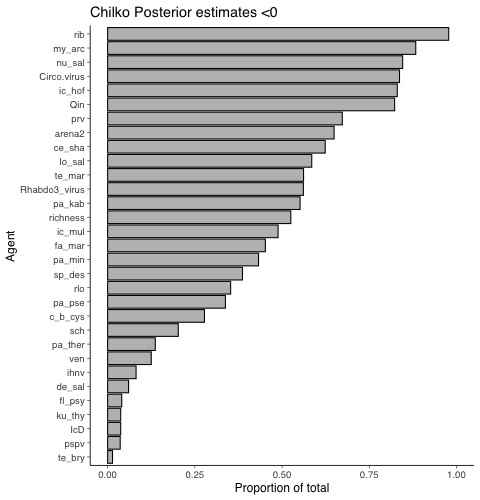 Chilko Posterior estimates <0
rib
my_arc
nu_sal
Circo.virus
ic_hof
Qin
prv
arena2
ce_sha
lo_sal
te_mar
Rhabdo3_virus
pa_kab
richness
ic_mul
fa_mar
pa_min
sp_des
rlo
pa_pse
c_b_cys
sch
pa_ther
ven
ihnv
de_sal
fl_psy
ku_thy
IcD
pspv
te_bry
Agent
0.00 0.25 0.50 0.75 1.00
Proportion of total